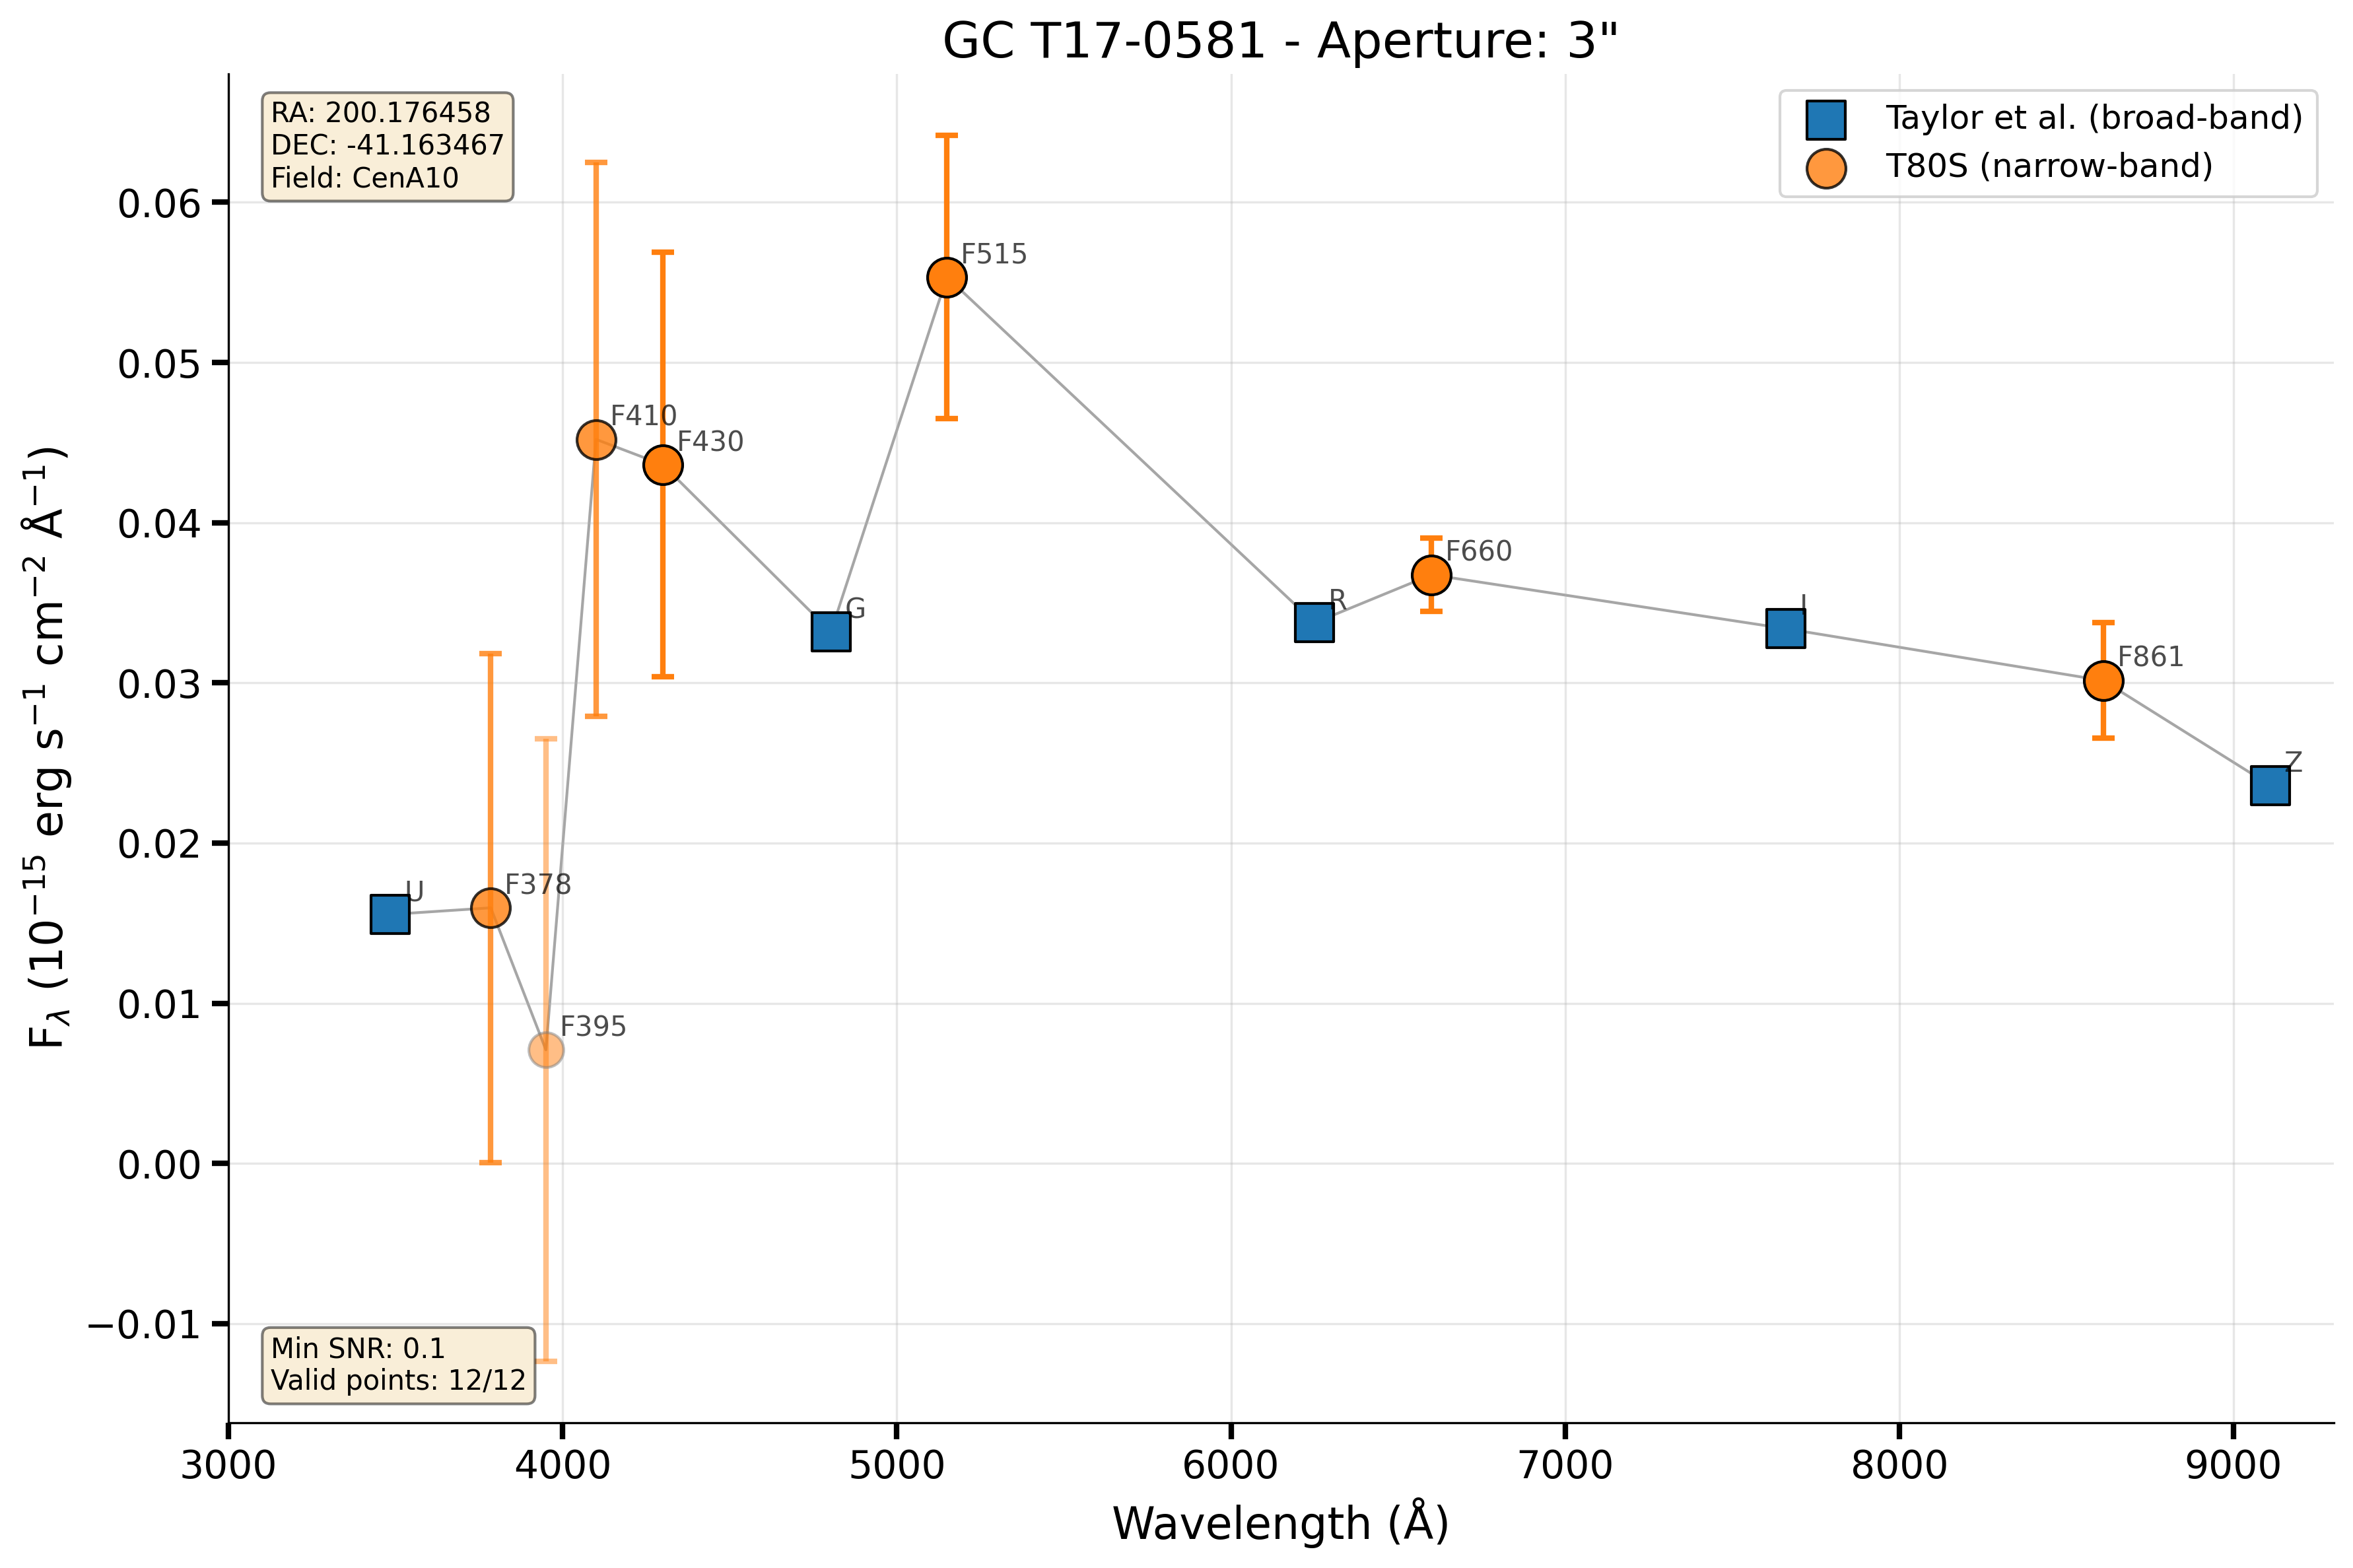 GC T17-0581 - Aperture: 3"
RA: 200.176458
DEC: -41.163467
Field: CenA10
Taylor et al. (broad-band)
T80S (narrow-band)
0.06
0.05
0.04
0.03
0.02
0.01
0.00
−0.01
F_λ (10⁻¹⁵ erg s⁻¹ cm⁻² Å⁻¹)
U
F378
F395
F410
F430
G
F515
R
F660
I
F861
Z
Min SNR: 0.1
Valid points: 12/12
3000 4000 5000 6000 7000 8000 9000
Wavelength (Å)